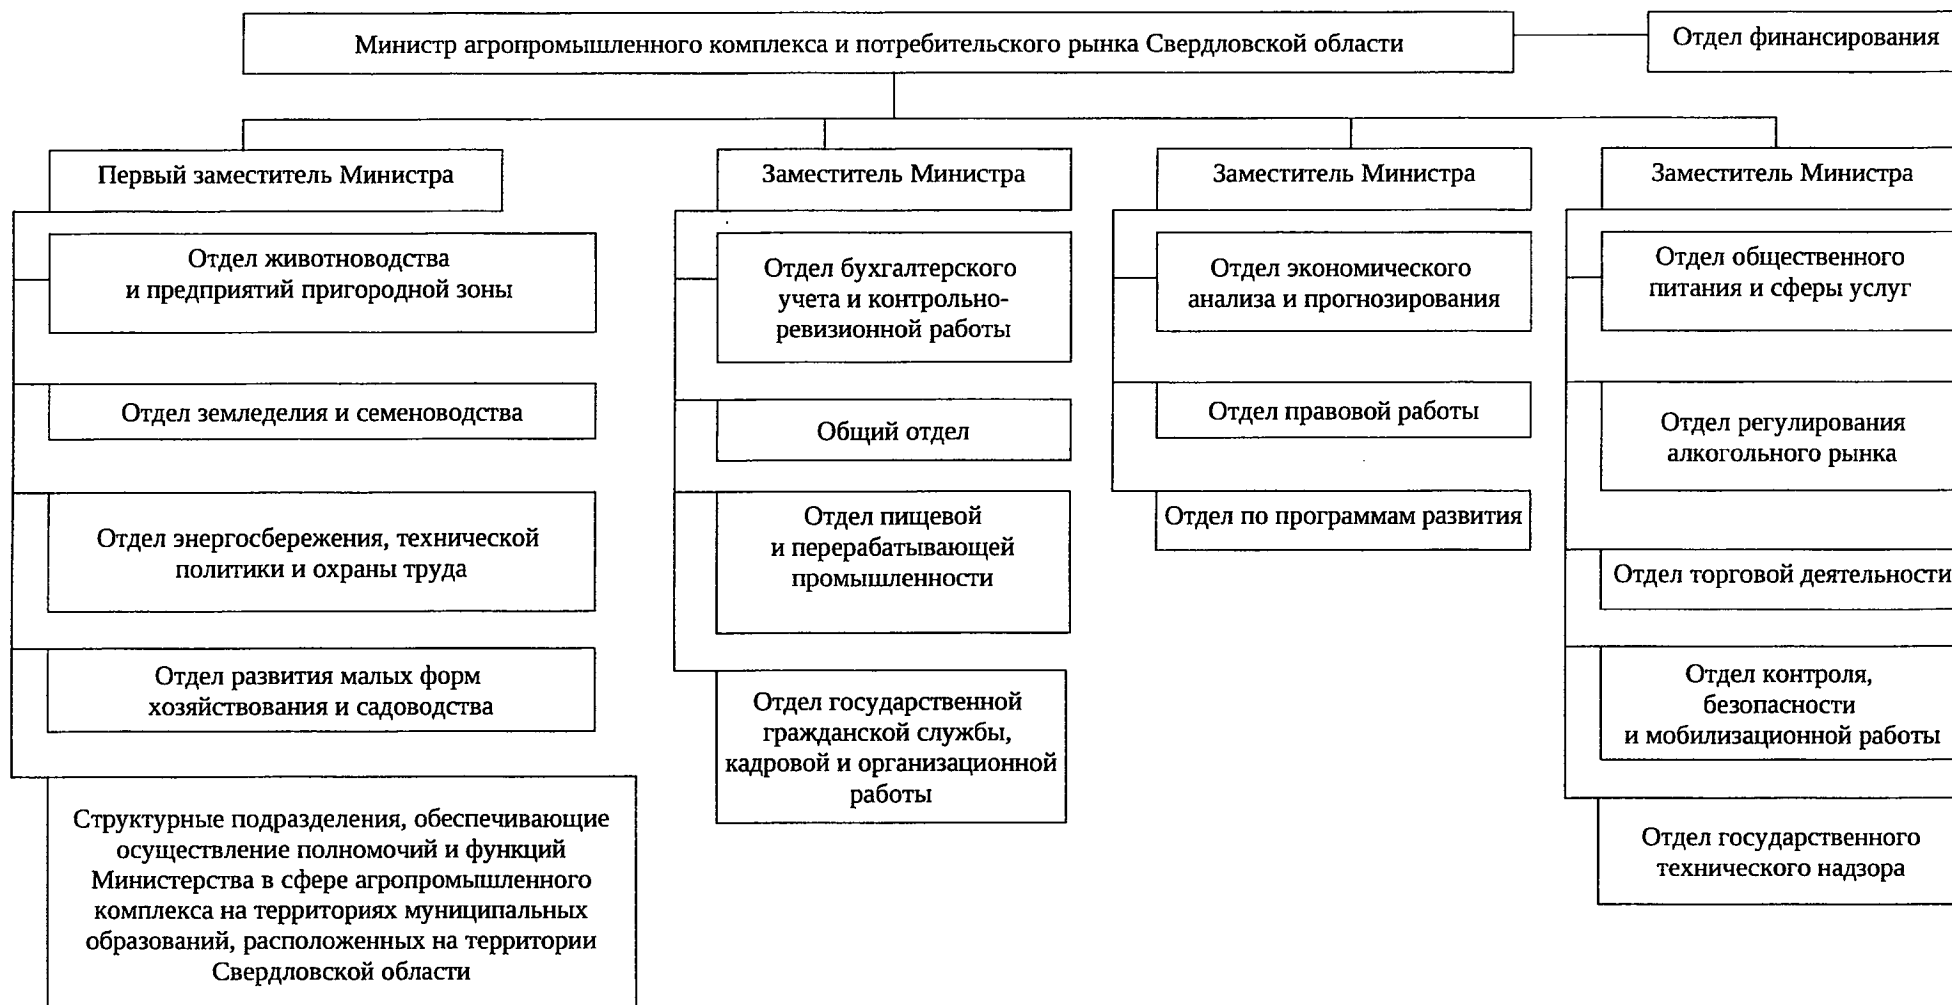 Министр агропромышленного комплекса и потребительского рынка Свердловской области
Отдел финансирования
Первый заместитель Министра
Отдел животноводства
и предприятий пригородной зоны
Отдел земледелия и семеноводства
Отдел энергосбережения, технической
политики и охраны труда
Отдел развития малых форм
хозяйствования и садоводства
Структурные подразделения, обеспечивающие
осуществление полномочий и функций
Министерства в сфере агропромышленного
комплекса на территориях муниципальных
образований, расположенных на территории
Свердловской области
Заместитель Министра
Отдел бухгалтерского
учета и контрольно-
ревизионной работы
Общий отдел
Отдел пищевой
и перерабатывающей
промышленности
Отдел государственной
гражданской службы,
кадровой и организационной
работы
Заместитель Министра
Отдел экономического
анализа и прогнозирования
Отдел правовой работы
Отдел по программам развития
Заместитель Министра
Отдел общественного
питания и сферы услуг
Отдел регулирования
алкогольного рынка
Отдел торговой деятельности
Отдел контроля,
безопасности
и мобилизационной работы
Отдел государственного
технического надзора